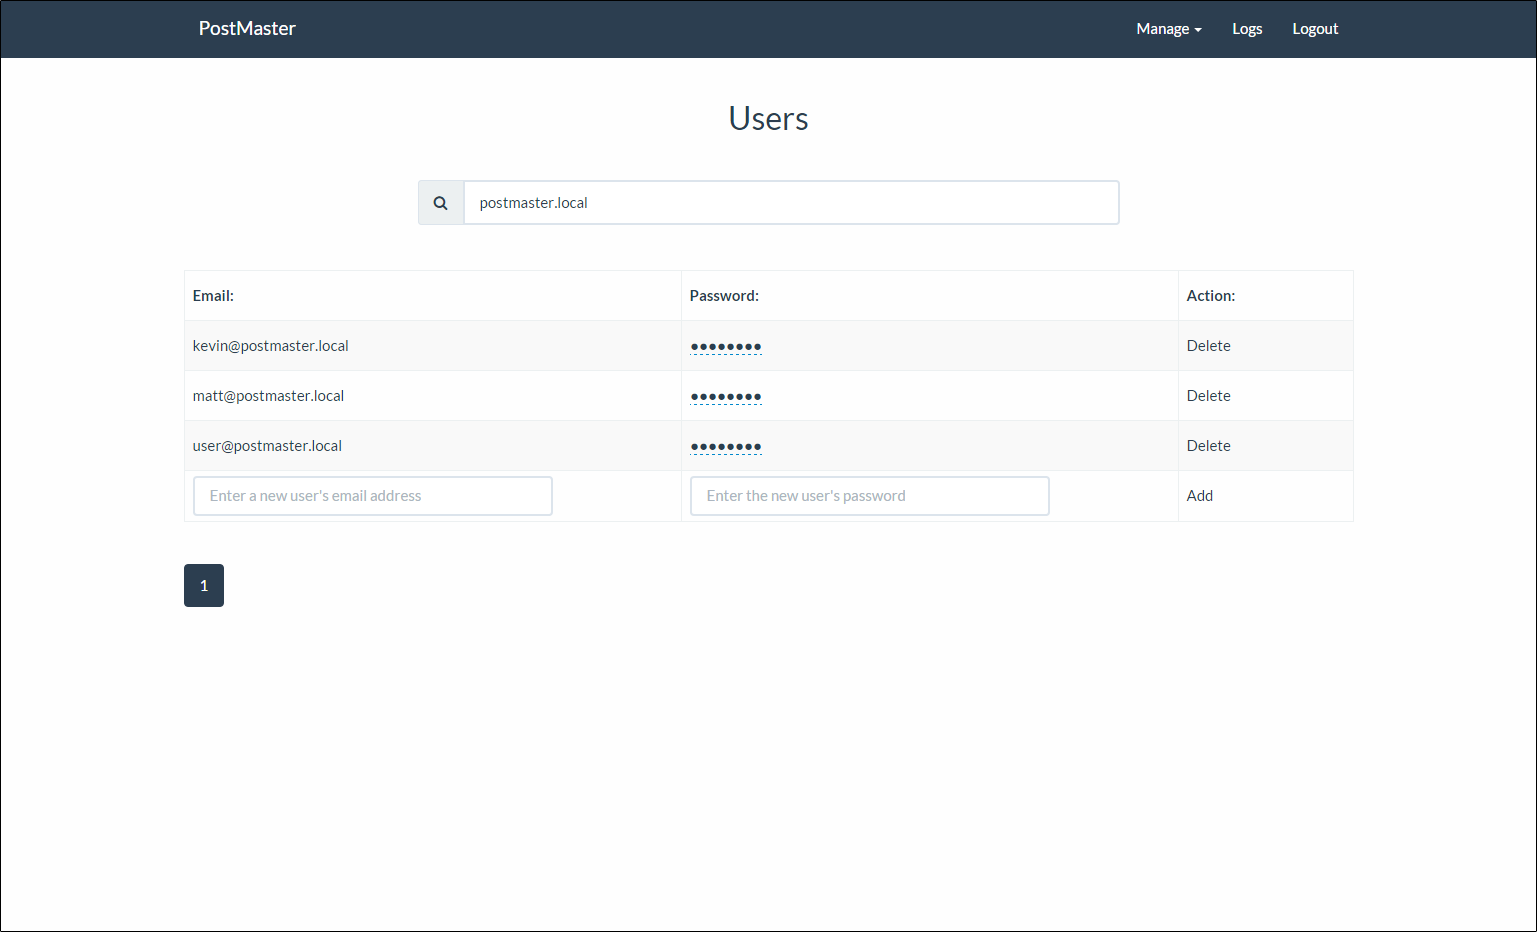 PostMaster Manage Logs Logout
Users
postmaster.local
Email: Password: Action:
kevin@postmaster.local ●●●●●●●● Delete
matt@postmaster.local ●●●●●●●● Delete
user@postmaster.local ●●●●●●●● Delete
Enter a new user's email address Enter the new user's password Add
1